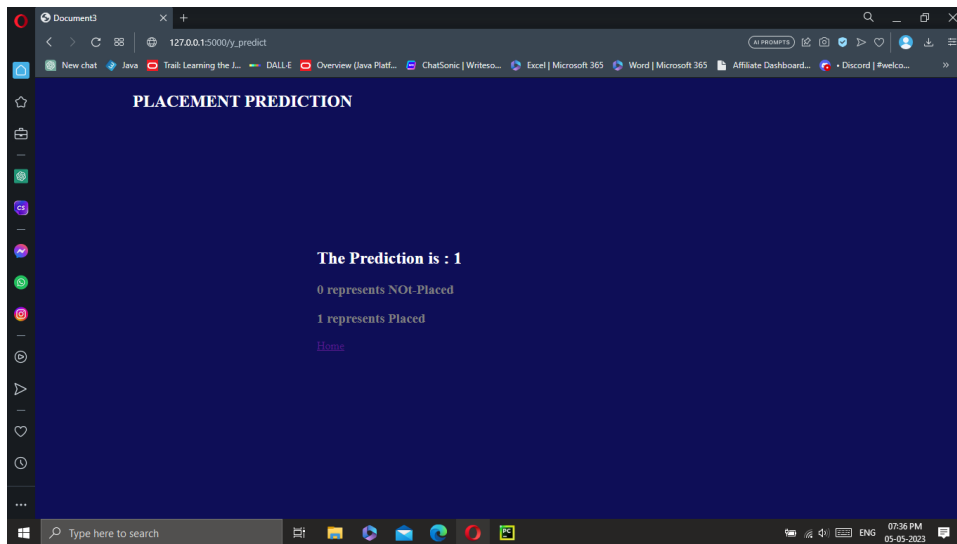 Document3
127.0.0.1:5000/y_predict
AI PROMPTS
New chat Java Trail: Learning the J... DALL·E Overview (Java Platf... ChatSonic | Writeso... Excel | Microsoft 365 Word | Microsoft 365 Affiliate Dashboard... • Discord | #welco... »
PLACEMENT PREDICTION
CS
The Prediction is : 1
0 represents NOt-Placed
1 represents Placed
Home
Type here to search
PC
ENG
07:36 PM
05-05-2023